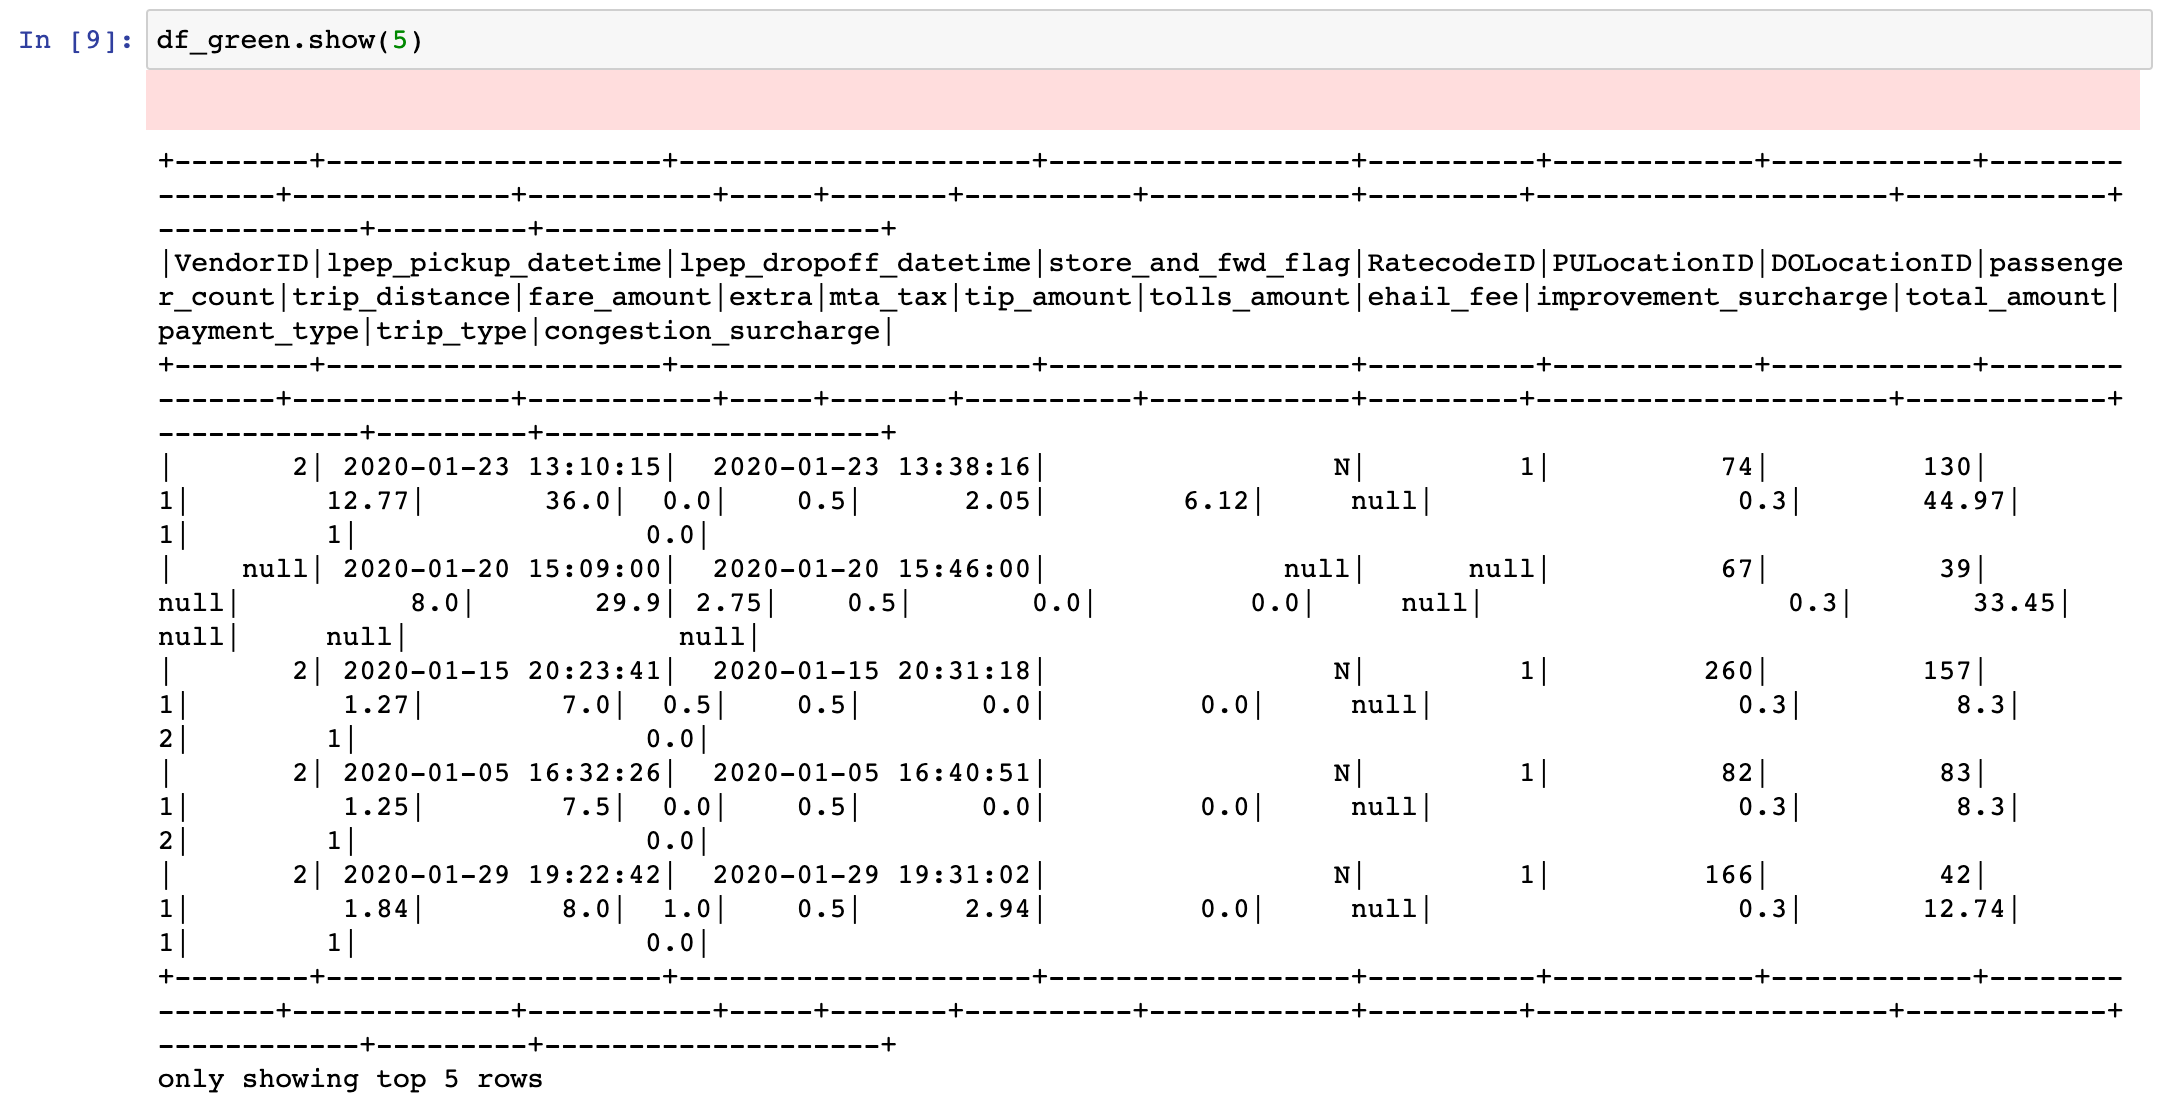 In [9]: df_green.show(5)
+--------+--------------------+---------------------+------------------+----------+------------+------------+--------
-------+-------------+-----------+-----+-------+----------+------------+---------+---------------------+------------+
------------+---------+--------------------+
|VendorID|lpep_pickup_datetime|lpep_dropoff_datetime|store_and_fwd_flag|RatecodeID|PULocationID|DOLocationID|passenge
r_count|trip_distance|fare_amount|extra|mta_tax|tip_amount|tolls_amount|ehail_fee|improvement_surcharge|total_amount|
payment_type|trip_type|congestion_surcharge|
+--------+--------------------+---------------------+------------------+----------+------------+------------+--------
-------+-------------+-----------+-----+-------+----------+------------+---------+---------------------+------------+
------------+---------+--------------------+
|       2| 2020-01-23 13:10:15|  2020-01-23 13:38:16|                 N|         1|          74|         130|
1|        12.77|       36.0|  0.0|    0.5|      2.05|        6.12|     null|                  0.3|       44.97|
1|        1|                 0.0|
|    null| 2020-01-20 15:09:00|  2020-01-20 15:46:00|              null|      null|          67|          39|
null|          8.0|       29.9| 2.75|    0.5|       0.0|         0.0|     null|                  0.3|       33.45|
null|     null|                null|
|       2| 2020-01-15 20:23:41|  2020-01-15 20:31:18|                 N|         1|         260|         157|
1|         1.27|        7.0|  0.5|    0.5|       0.0|         0.0|     null|                  0.3|         8.3|
2|        1|                 0.0|
|       2| 2020-01-05 16:32:26|  2020-01-05 16:40:51|                 N|         1|          82|          83|
1|         1.25|        7.5|  0.0|    0.5|       0.0|         0.0|     null|                  0.3|         8.3|
2|        1|                 0.0|
|       2| 2020-01-29 19:22:42|  2020-01-29 19:31:02|                 N|         1|         166|          42|
1|         1.84|        8.0|  1.0|    0.5|      2.94|         0.0|     null|                  0.3|       12.74|
1|        1|                 0.0|
+--------+--------------------+---------------------+------------------+----------+------------+------------+--------
-------+-------------+-----------+-----+-------+----------+------------+---------+---------------------+------------+
------------+---------+--------------------+
only showing top 5 rows